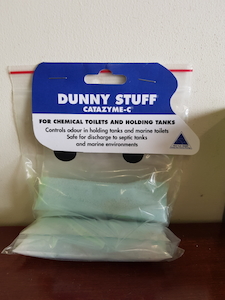 DUNNY STUFF
CATAZYME-C
FOR CHEMICAL TOILETS AND HOLDING TANKS
Controls odour in holding tanks and marine toilets
Safe for discharge to septic tanks
and marine environments